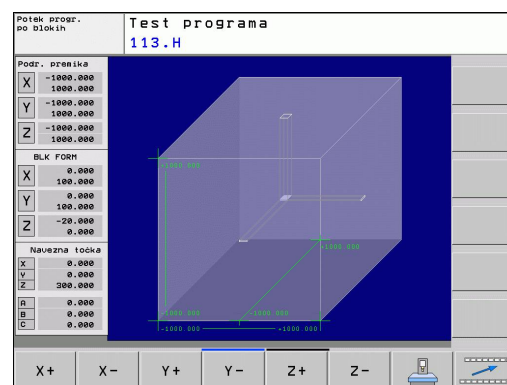 Potek progr.
po blokih
Test programa
113.H
Podr. premika
X -1000.000
1000.000
Y -1000.000
1000.000
Z -1000.000
1000.000
BLK FORM
X 0.000
100.000
Y 0.000
100.000
Z -20.000
0.000
Navezna točka
X 0.000
Y 0.000
Z 300.000
A 0.000
B 0.000
C 0.000
+1000.000
+1000.000
-1000.000
-1000.000
-1000.000
+1000.000
X+ X- Y+ Y- Z+ Z-